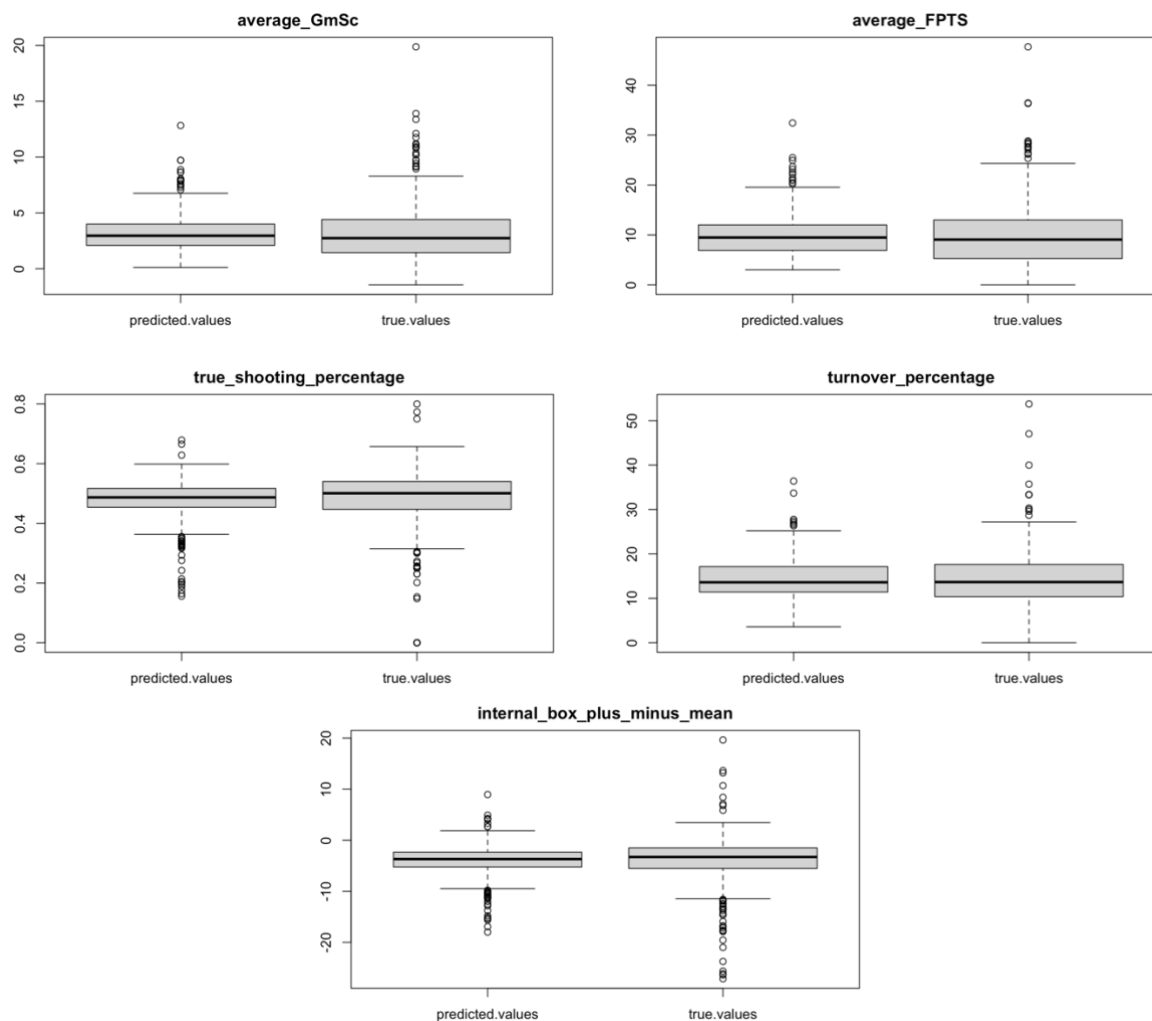 average_GmSc
20
15
10
5
0
predicted.values
true.values
average_FPTS
40
30
20
10
0
predicted.values
true.values
true_shooting_percentage
0.8
0.6
0.4
0.2
0.0
predicted.values
true.values
turnover_percentage
50
40
30
20
10
0
predicted.values
true.values
internal_box_plus_minus_mean
20
10
0
-10
-20
predicted.values
true.values